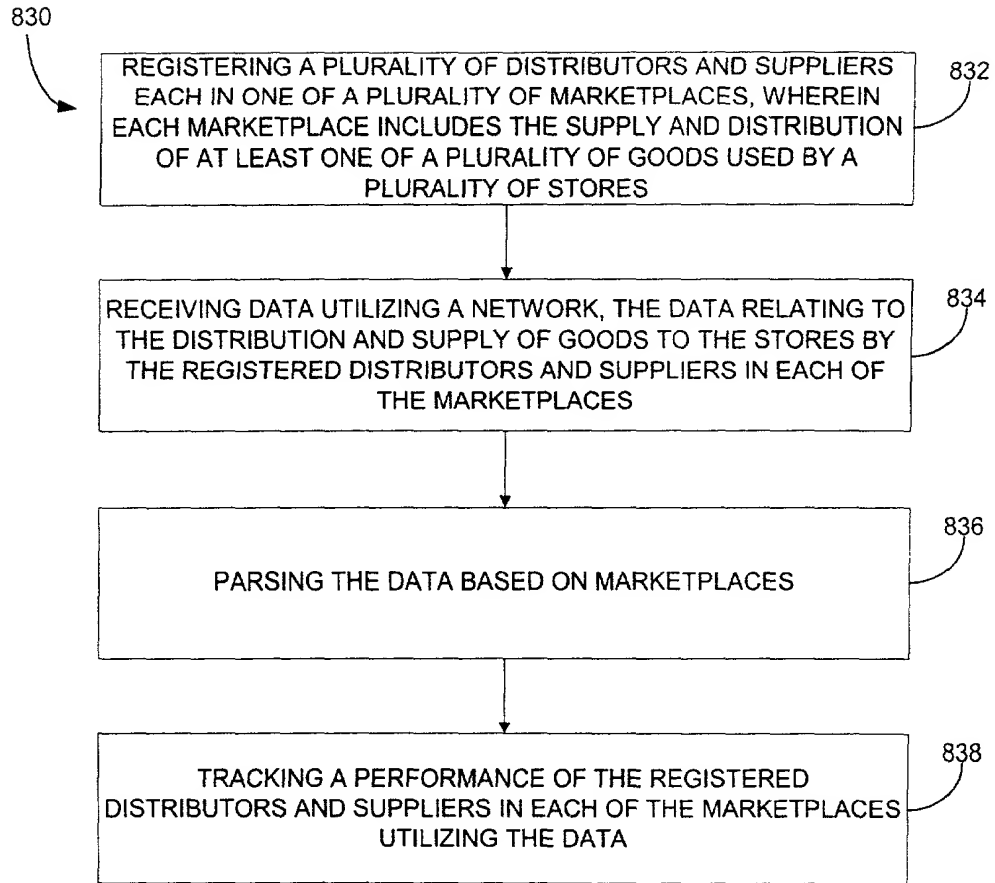 830
REGISTERING A PLURALITY OF DISTRIBUTORS AND SUPPLIERS
EACH IN ONE OF A PLURALITY OF MARKETPLACES, WHEREIN
EACH MARKETPLACE INCLUDES THE SUPPLY AND DISTRIBUTION
OF AT LEAST ONE OF A PLURALITY OF GOODS USED BY A
PLURALITY OF STORES
832
RECEIVING DATA UTILIZING A NETWORK, THE DATA RELATING TO
THE DISTRIBUTION AND SUPPLY OF GOODS TO THE STORES BY
THE REGISTERED DISTRIBUTORS AND SUPPLIERS IN EACH OF
THE MARKETPLACES
834
PARSING THE DATA BASED ON MARKETPLACES
836
TRACKING A PERFORMANCE OF THE REGISTERED
DISTRIBUTORS AND SUPPLIERS IN EACH OF THE MARKETPLACES
UTILIZING THE DATA
838